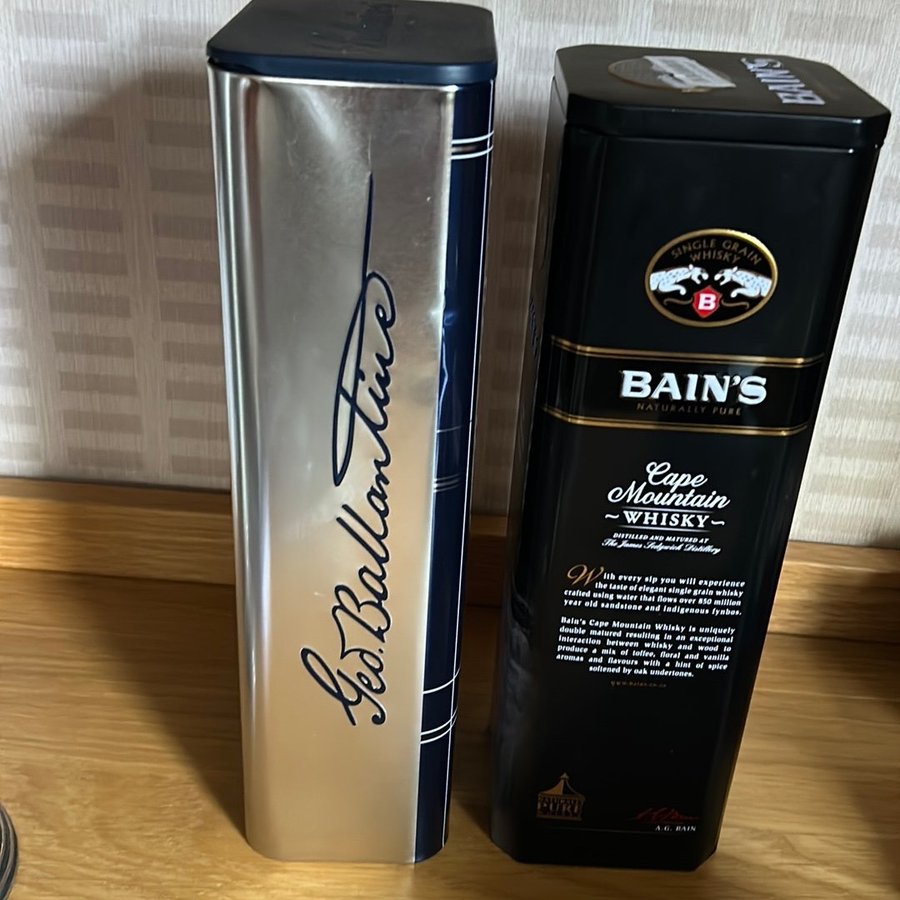 Geo. Ballantine
BAIN'S
SINGLE GRAIN
WHISKY
B
BAIN'S
NATURALLY PURE
Cape
Mountain
~WHISKY~
DISTILLED AND MATURED AT
The James Sedgwick Distillery
With every sip you will experience
the taste of elegant single grain whisky
crafted using water that flows over 850 million
year old sandstone and indigenous fynbos.
Bain's Cape Mountain Whisky is uniquely
double matured resulting in an exceptional
interaction between whisky and wood to
produce a mix of toffee, floral and vanilla
aromas and flavours with a hint of spice
softened by oak undertones.
PURE
A.G. BAIN